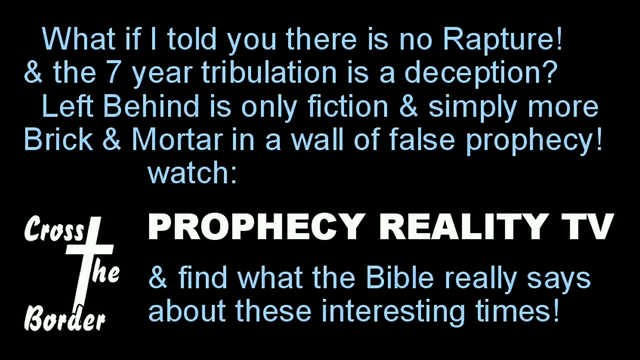 What if I told you there is no Rapture!
& the 7 year tribulation is a deception?
Left Behind is only fiction & simply more
Brick & Mortar in a wall of false prophecy!
watch:
Cross
the
Border
PROPHECY REALITY TV
& find what the Bible really says
about these interesting times!